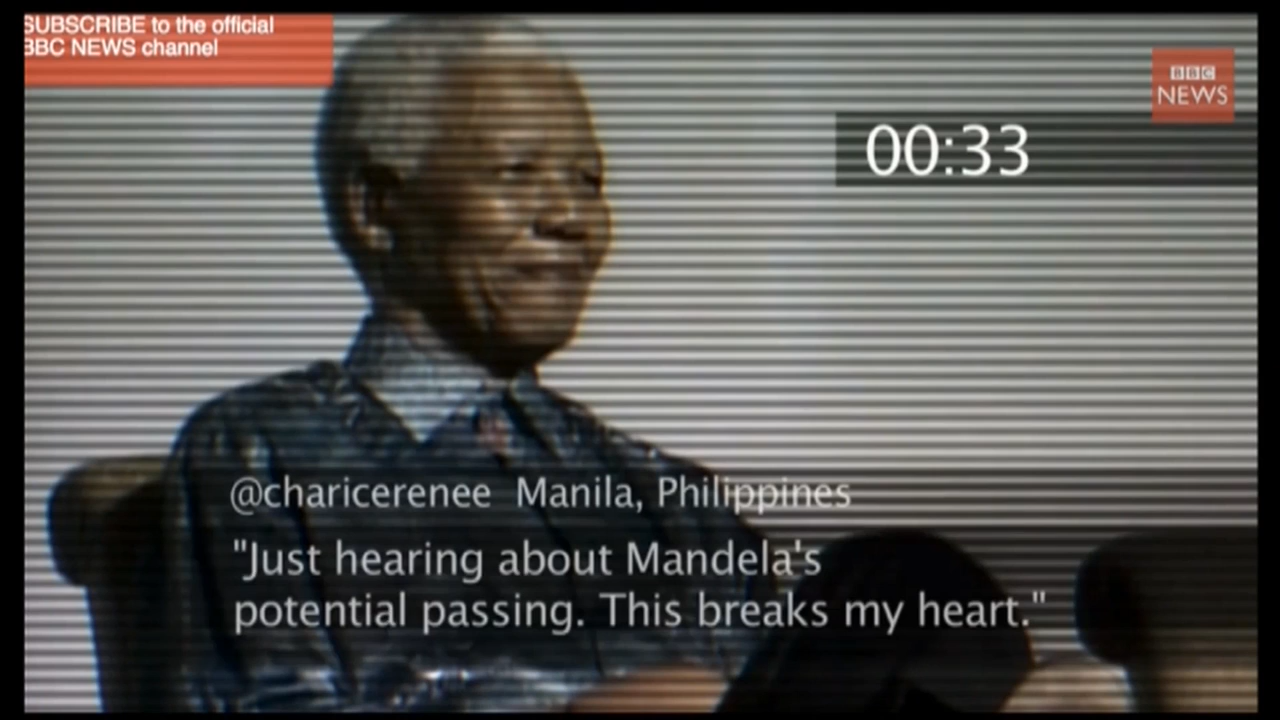 SUBSCRIBE to the official
BBC NEWS channel
BBC
NEWS
00:33
@charicerenee Manila, Philippines
"Just hearing about Mandela's
potential passing. This breaks my heart."